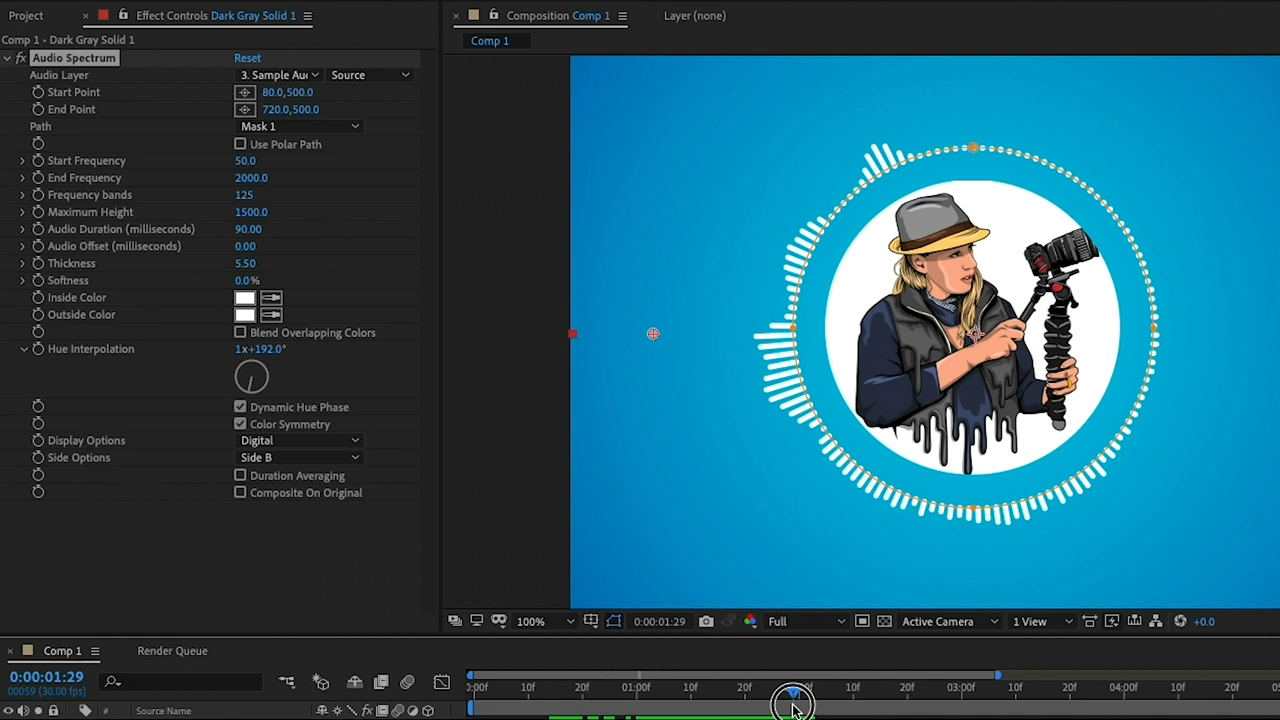 Project × Effect Controls Dark Gray Solid 1
Comp 1 • Dark Gray Solid 1
fx Audio Spectrum Reset
Audio Layer 3. Sample Au Source
Start Point 80.0,500.0
End Point 720.0,500.0
Path Mask 1
Use Polar Path
Start Frequency 50.0
End Frequency 2000.0
Frequency bands 125
Maximum Height 1500.0
Audio Duration (milliseconds) 90.00
Audio Offset (milliseconds) 0.00
Thickness 5.50
Softness 0.0%
Inside Color
Outside Color
Blend Overlapping Colors
Hue Interpolation 1x+192.0°
Dynamic Hue Phase
Color Symmetry
Display Options Digital
Side Options Side B
Duration Averaging
Composite On Original
× Composition Comp 1 Layer (none)
Comp 1
100% 0:00:01:29 Full Active Camera 1 View +0.0
× Comp 1 Render Queue
0:00:01:29
00059 (30.00 fps)
:00f 10f 20f 01:00f 10f 20f 10f 20f 03:00f 10f 20f 04:00f 10f 20f
# Source Name fx